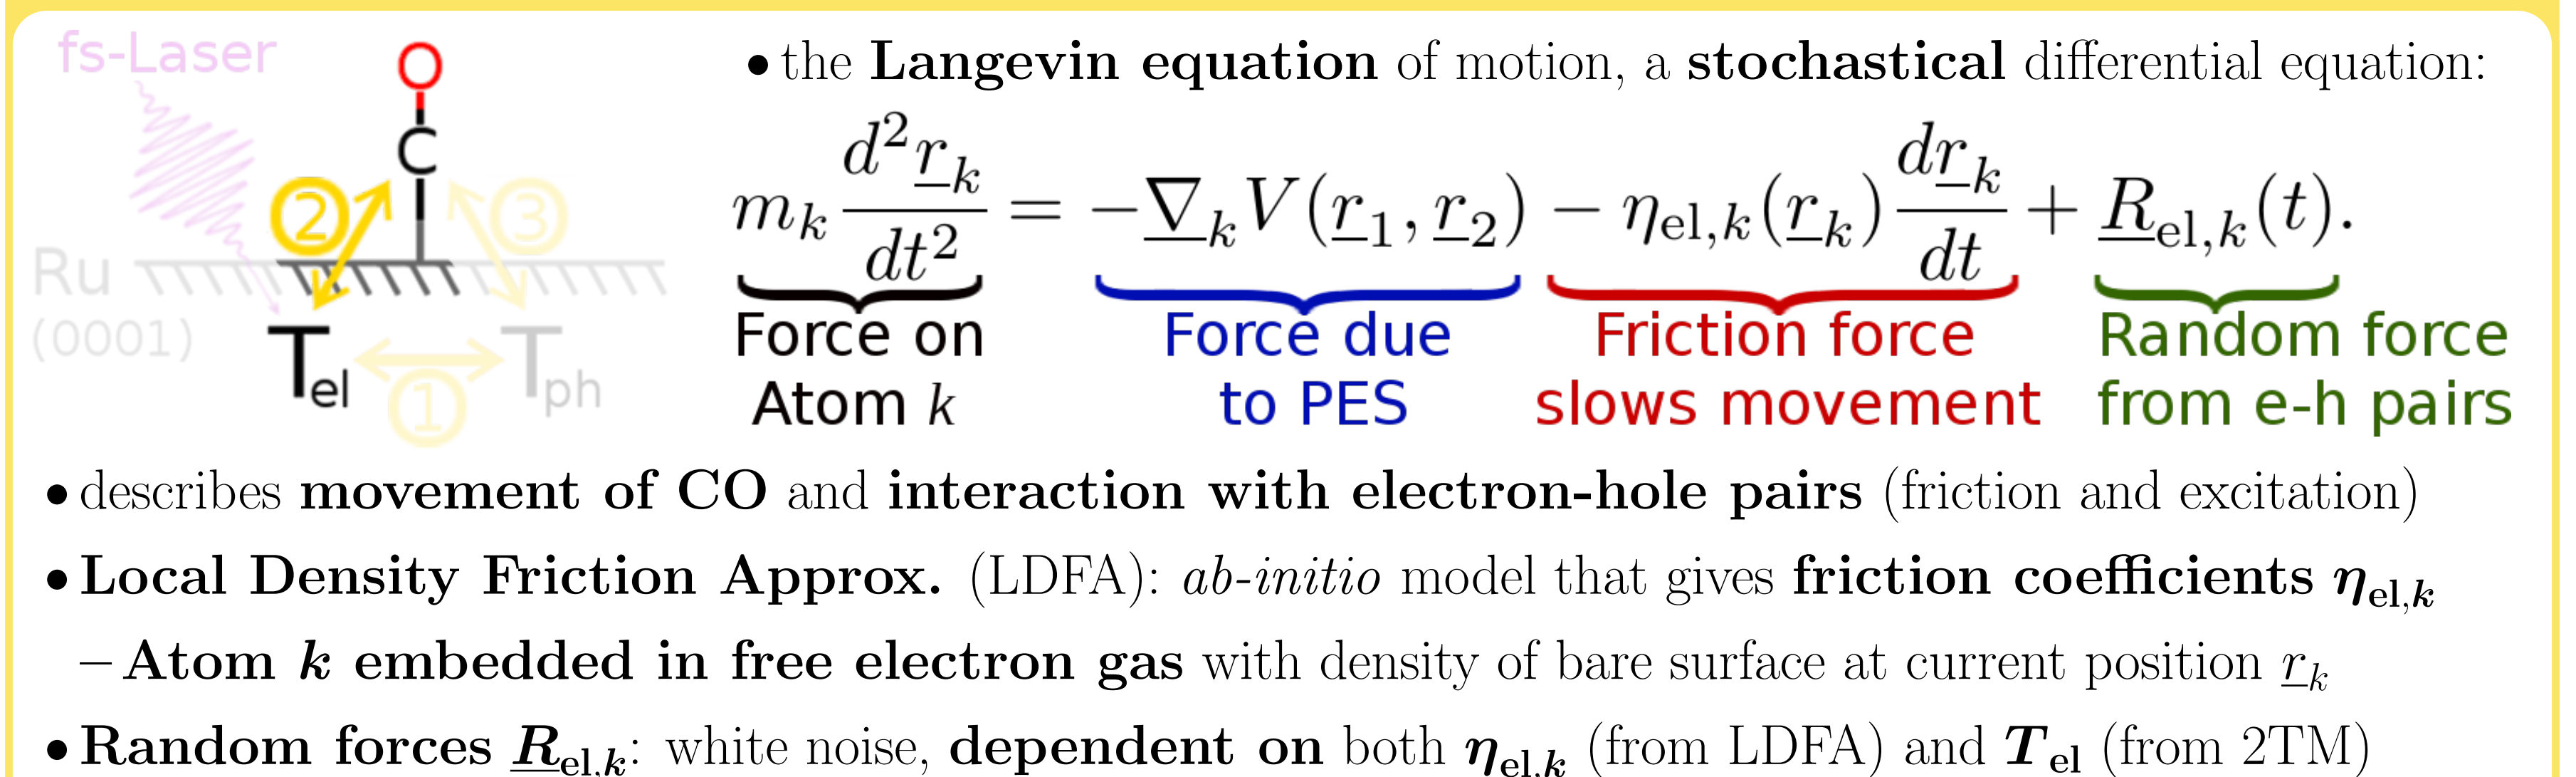 fs-Laser
O
C
② ③
Ru
(0001)
T_el ① T_ph
• the Langevin equation of motion, a stochastical differential equation:
m_k d²r_k/dt² = −∇_k V(r_1, r_2) − η_el,k(r_k) dr_k/dt + R_el,k(t).
Force on Atom k
Force due to PES
Friction force slows movement
Random force from e-h pairs
• describes movement of CO and interaction with electron-hole pairs (friction and excitation)
• Local Density Friction Approx. (LDFA): ab-initio model that gives friction coefficients η_el,k
– Atom k embedded in free electron gas with density of bare surface at current position r_k
• Random forces R_el,k: white noise, dependent on both η_el,k (from LDFA) and T_el (from 2TM)